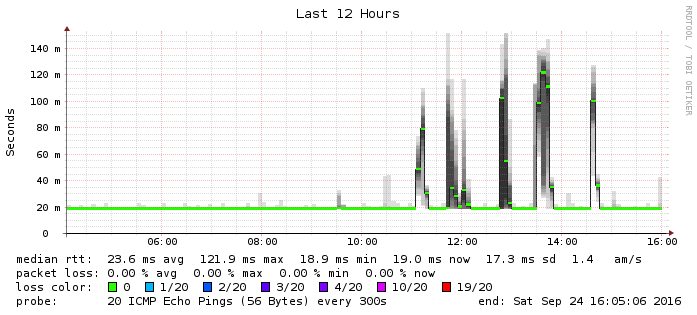 Last 12 Hours
RRDTOOL / TOBI OETIKER
Seconds
140 m
120 m
100 m
80 m
60 m
40 m
20 m
0
06:00 08:00 10:00 12:00 14:00 16:00
median rtt: 23.6 ms avg 121.9 ms max 18.9 ms min 19.0 ms now 17.3 ms sd 1.4 am/s
packet loss: 0.00 % avg 0.00 % max 0.00 % min 0.00 % now
loss color: 0 1/20 2/20 3/20 4/20 10/20 19/20
probe: 20 ICMP Echo Pings (56 Bytes) every 300s end: Sat Sep 24 16:05:06 2016